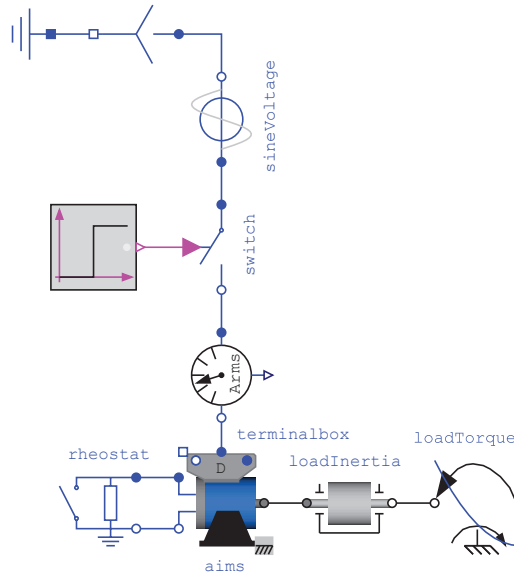 sineVoltage
switch
Arms
terminalbox
rheostat
D
loadInertia
loadTorque
aims